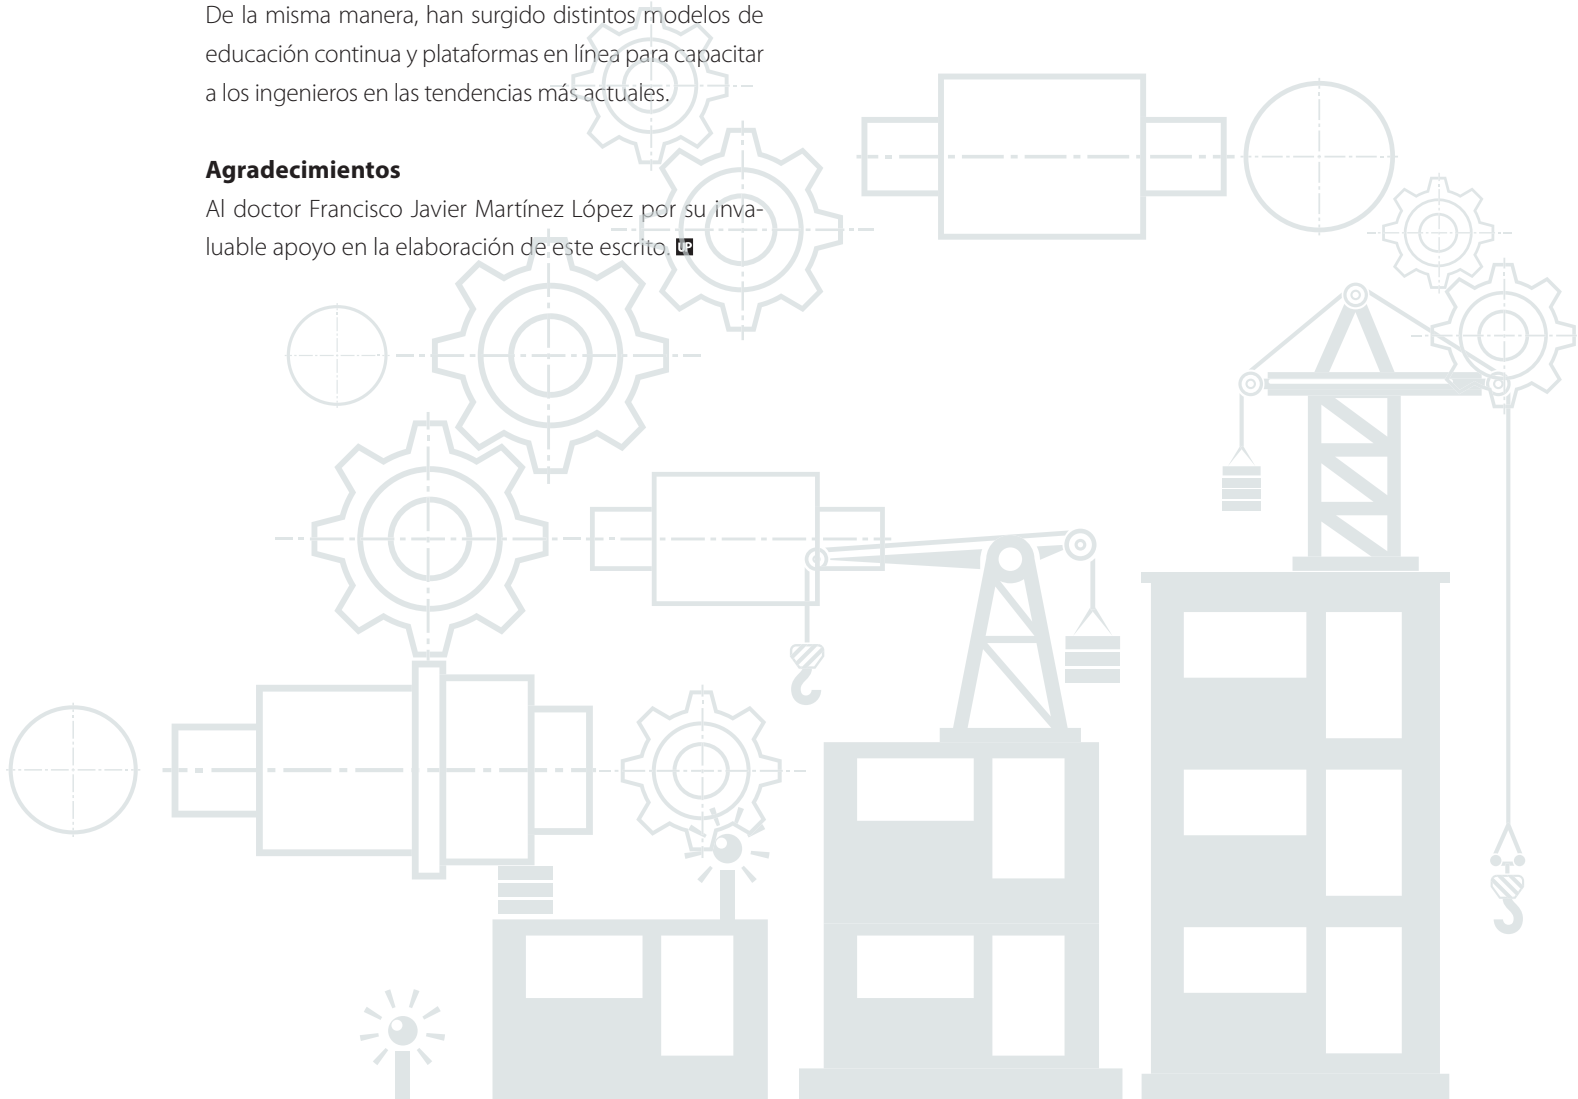 De la misma manera, han surgido distintos modelos de
educación continua y plataformas en línea para capacitar
a los ingenieros en las tendencias más actuales.
Agradecimientos
Al doctor Francisco Javier Martínez López por su inva-
luable apoyo en la elaboración de este escrito. UP